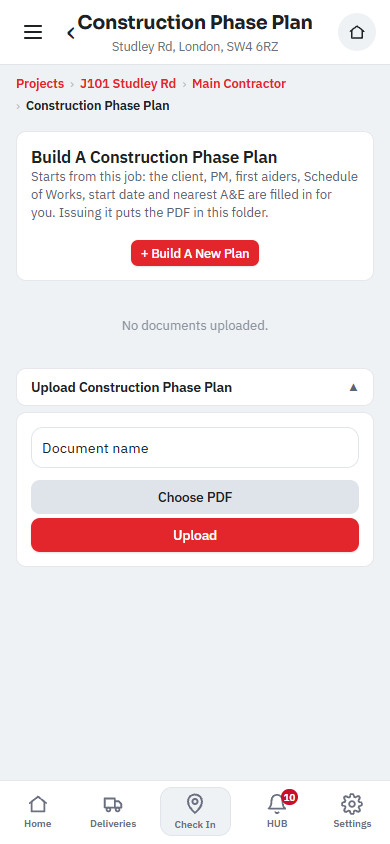 Construction Phase Plan
Studley Rd, London, SW4 6RZ
Projects › J101 Studley Rd › Main Contractor
› Construction Phase Plan
Build A Construction Phase Plan
Starts from this job: the client, PM, first aiders, Schedule
of Works, start date and nearest A&E are filled in for
you. Issuing it puts the PDF in this folder.
+ Build A New Plan
No documents uploaded.
Upload Construction Phase Plan ▲
Document name
Choose PDF
Upload
10
Home Deliveries Check In HUB Settings